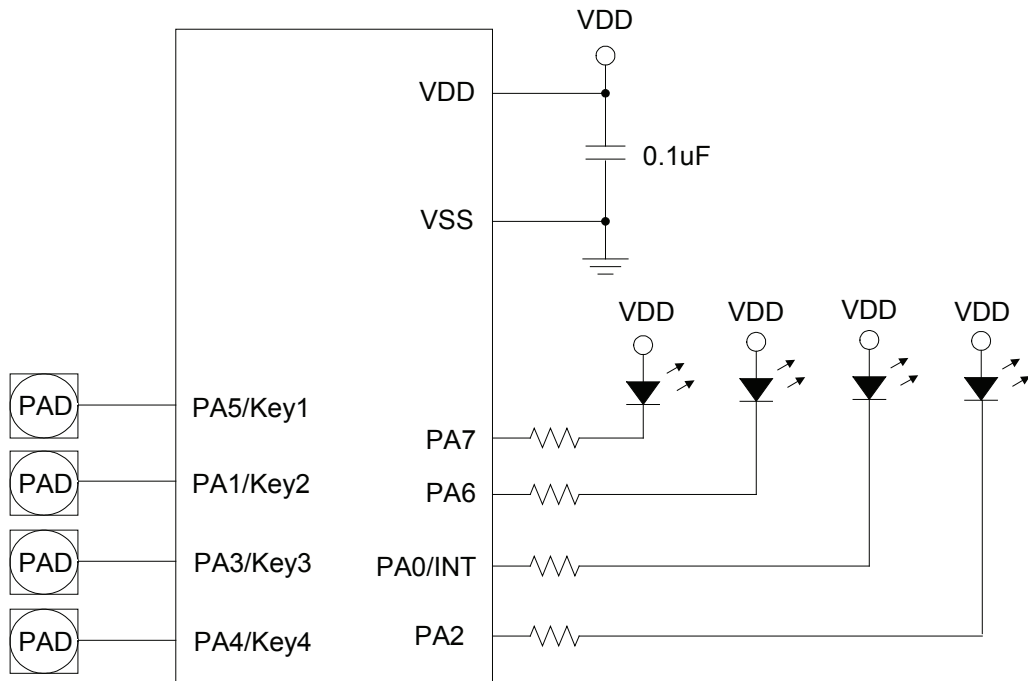 VDD
VDD
0.1uF
VSS
VDD
VDD
VDD
VDD
PAD
PA5/Key1
PA7
PAD
PA1/Key2
PA6
PAD
PA3/Key3
PA0/INT
PAD
PA4/Key4
PA2